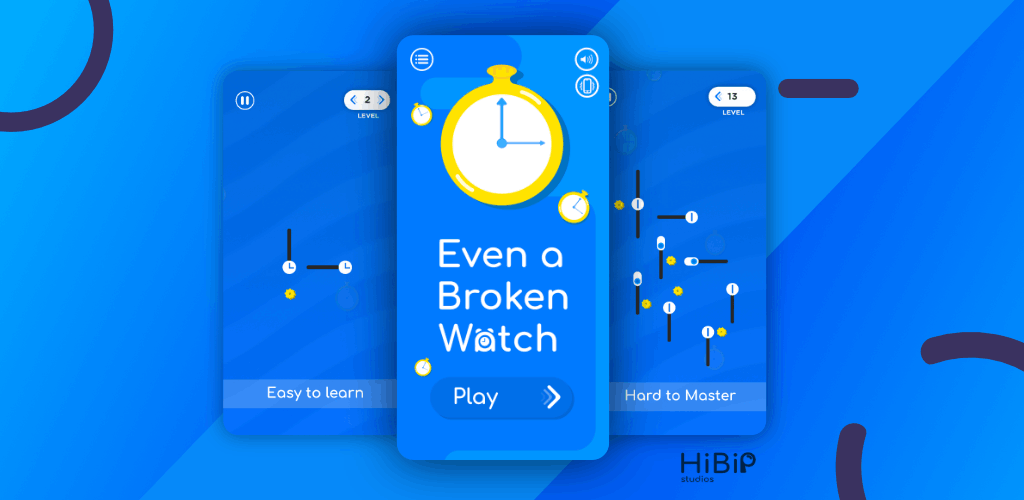 2
LEVEL
Easy to learn
Even a
Broken
Watch
Play
13
LEVEL
Hard to Master
HiBiP
studios